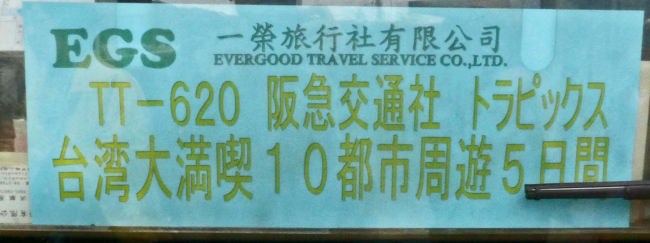 EGS 一榮旅行社有限公司
EVERGOOD TRAVEL SERVICE CO.,LTD.
TT-620 阪急交通社 トラピックス
台湾大満喫10都市周遊5日間